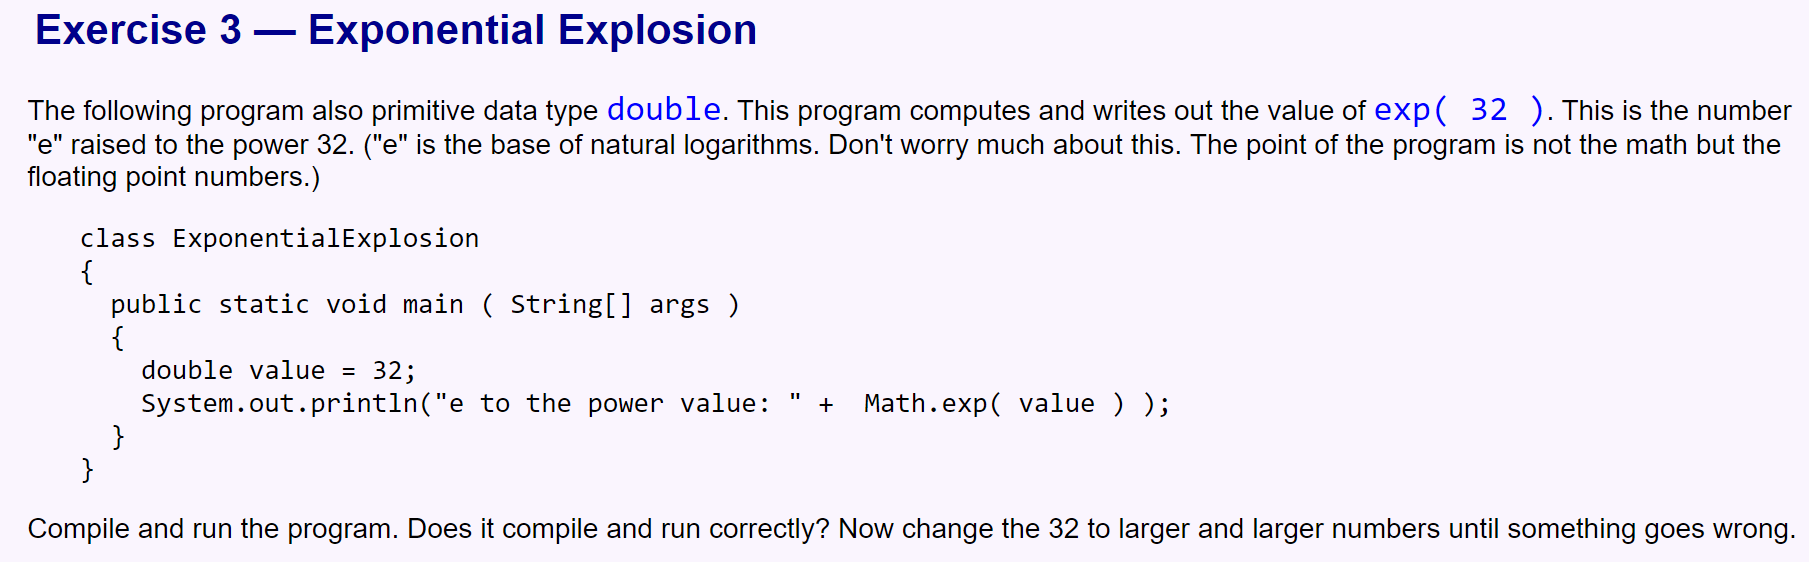 Exercise 3 — Exponential Explosion
The following program also primitive data type double. This program computes and writes out the value of exp( 32 ). This is the number
"e" raised to the power 32. ("e" is the base of natural logarithms. Don't worry much about this. The point of the program is not the math but the
floating point numbers.)
class ExponentialExplosion
{
  public static void main ( String[] args )
  {
    double value = 32;
    System.out.println("e to the power value: " +  Math.exp( value ) );
  }
}
Compile and run the program. Does it compile and run correctly? Now change the 32 to larger and larger numbers until something goes wrong.